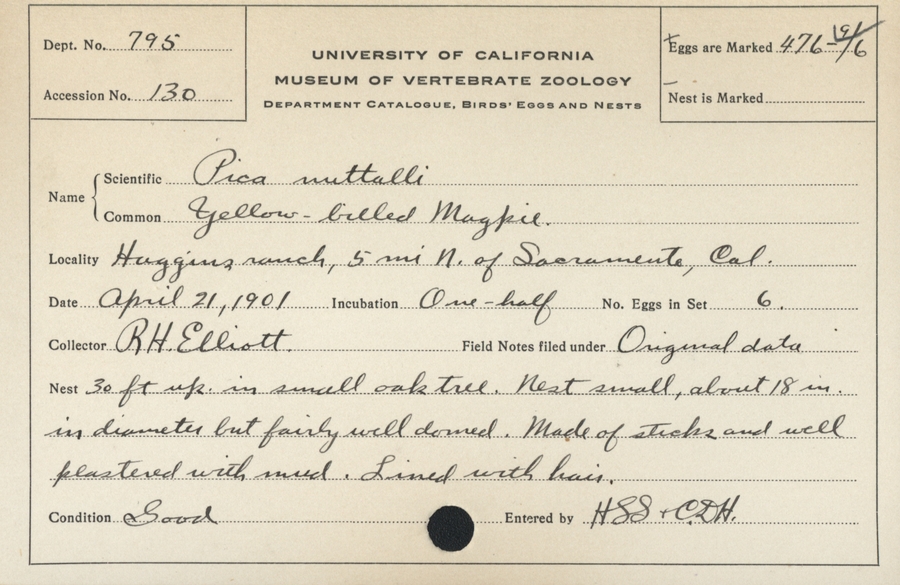 Dept. No. 795
Accession No. 130
UNIVERSITY OF CALIFORNIA
MUSEUM OF VERTEBRATE ZOOLOGY
DEPARTMENT CATALOGUE, BIRDS' EGGS AND NESTS
Eggs are Marked 476-01/6
Nest is Marked
Name
Scientific Pica nuttalli
Common Yellow-billed Magpie.
Locality Huggins ranch, 5 mi N. of Sacramento, Cal.
Date April 21, 1901 Incubation One-half No. Eggs in Set 6.
Collector R.H. Elliott. Field Notes filed under Original data
Nest 30 ft up in small oak tree. Nest small, about 18 in.
in diameter but fairly well domed. Made of sticks and well
plastered with mud. Lined with hair.
Condition Good Entered by HSS + C.D.H.